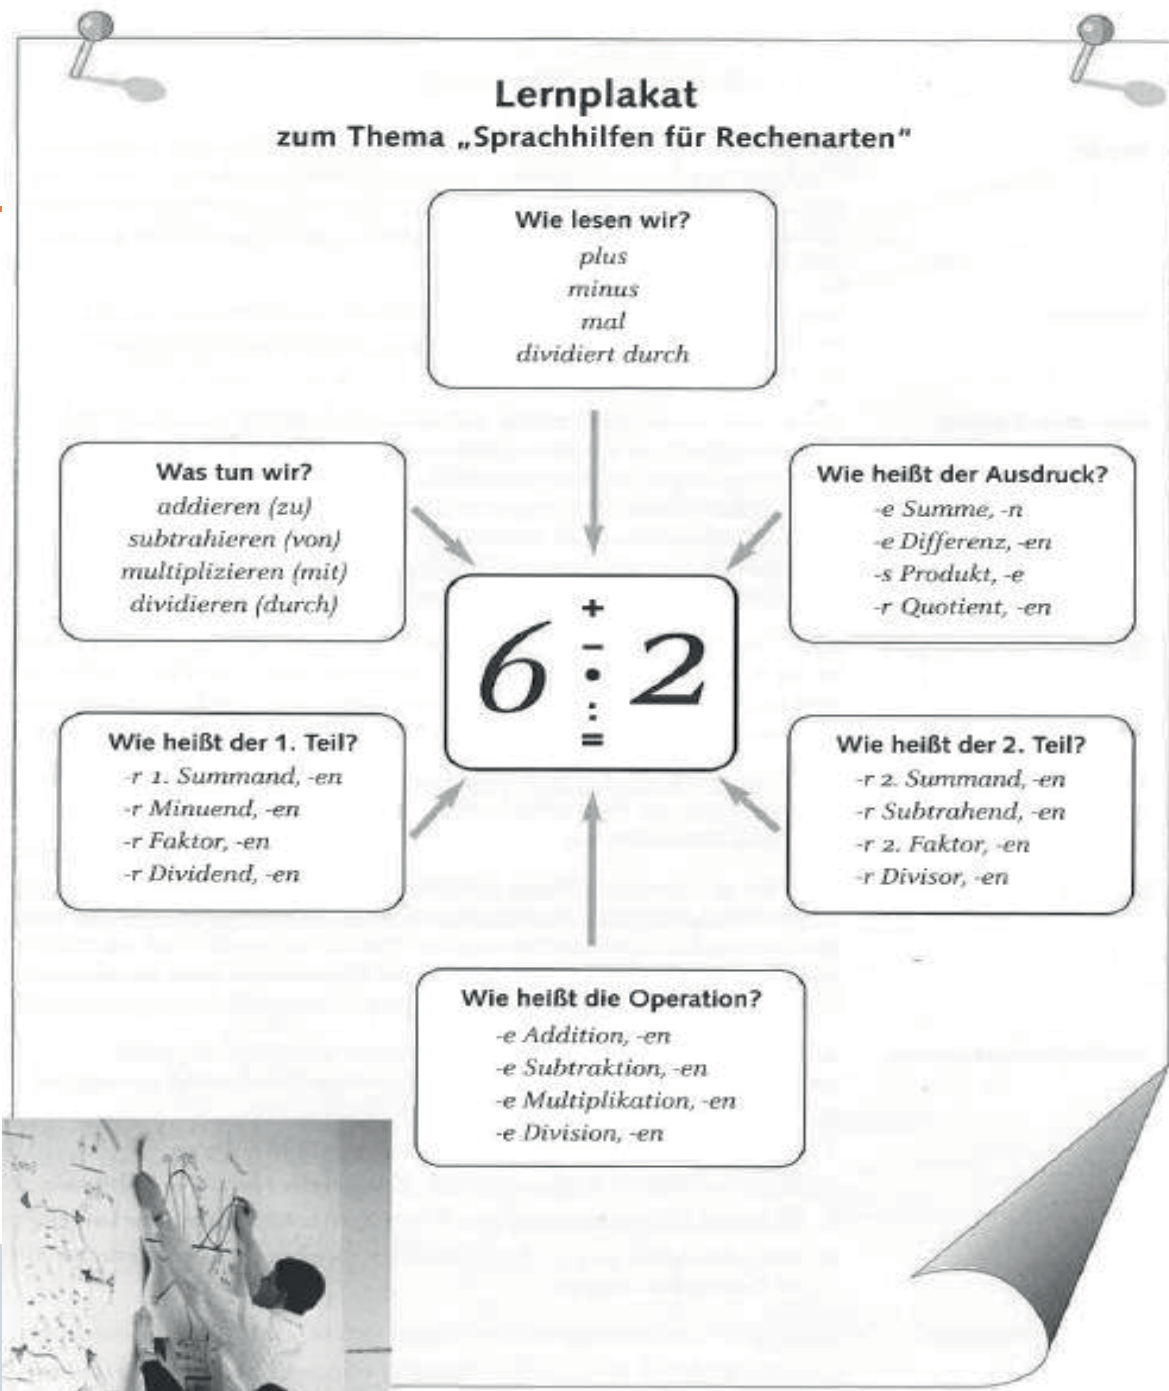 Lernplakat
zum Thema „Sprachhilfen für Rechenarten“
Wie lesen wir?
plus
minus
mal
dividiert durch
Was tun wir?
addieren (zu)
subtrahieren (von)
multiplizieren (mit)
dividieren (durch)
Wie heißt der Ausdruck?
-e Summe, -n
-e Differenz, -en
-s Produkt, -e
-r Quotient, -en
+
−
6 • 2
:
=
Wie heißt der 1. Teil?
-r 1. Summand, -en
-r Minuend, -en
-r Faktor, -en
-r Dividend, -en
Wie heißt der 2. Teil?
-r 2. Summand, -en
-r Subtrahend, -en
-r 2. Faktor, -en
-r Divisor, -en
Wie heißt die Operation?
-e Addition, -en
-e Subtraktion, -en
-e Multiplikation, -en
-e Division, -en